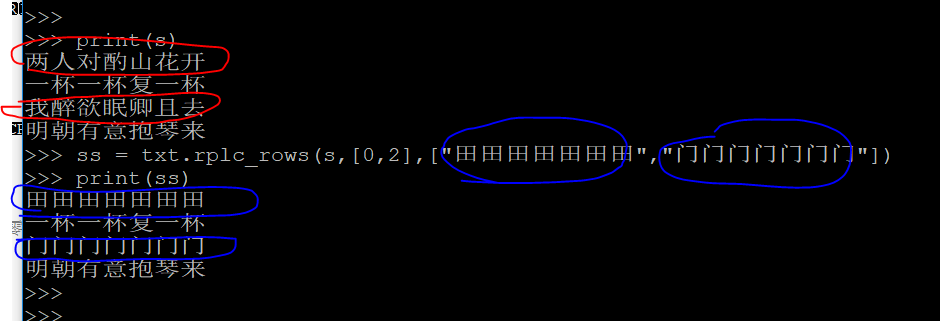 >>>
>>> print(s)
两人对酌山花开
一杯一杯复一杯
我醉欲眠卿且去
明朝有意抱琴来
>>> ss = txt.rplc_rows(s,[0,2],["田田田田田田田","门门门门门门门"])
>>> print(ss)
田田田田田田田
一杯一杯复一杯
门门门门门门门
明朝有意抱琴来
>>>
>>>